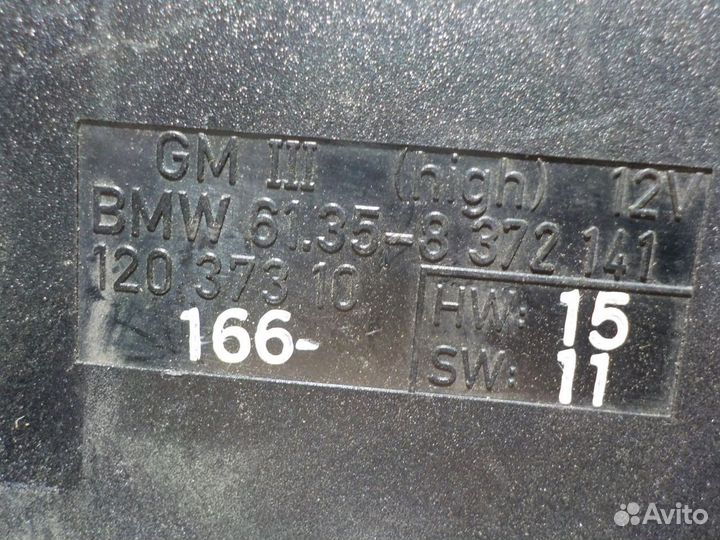 GM III (high) 12V
BMW 61.35-8 372 141
120 373 10
166-
HW: 15
SW: 11
Avito